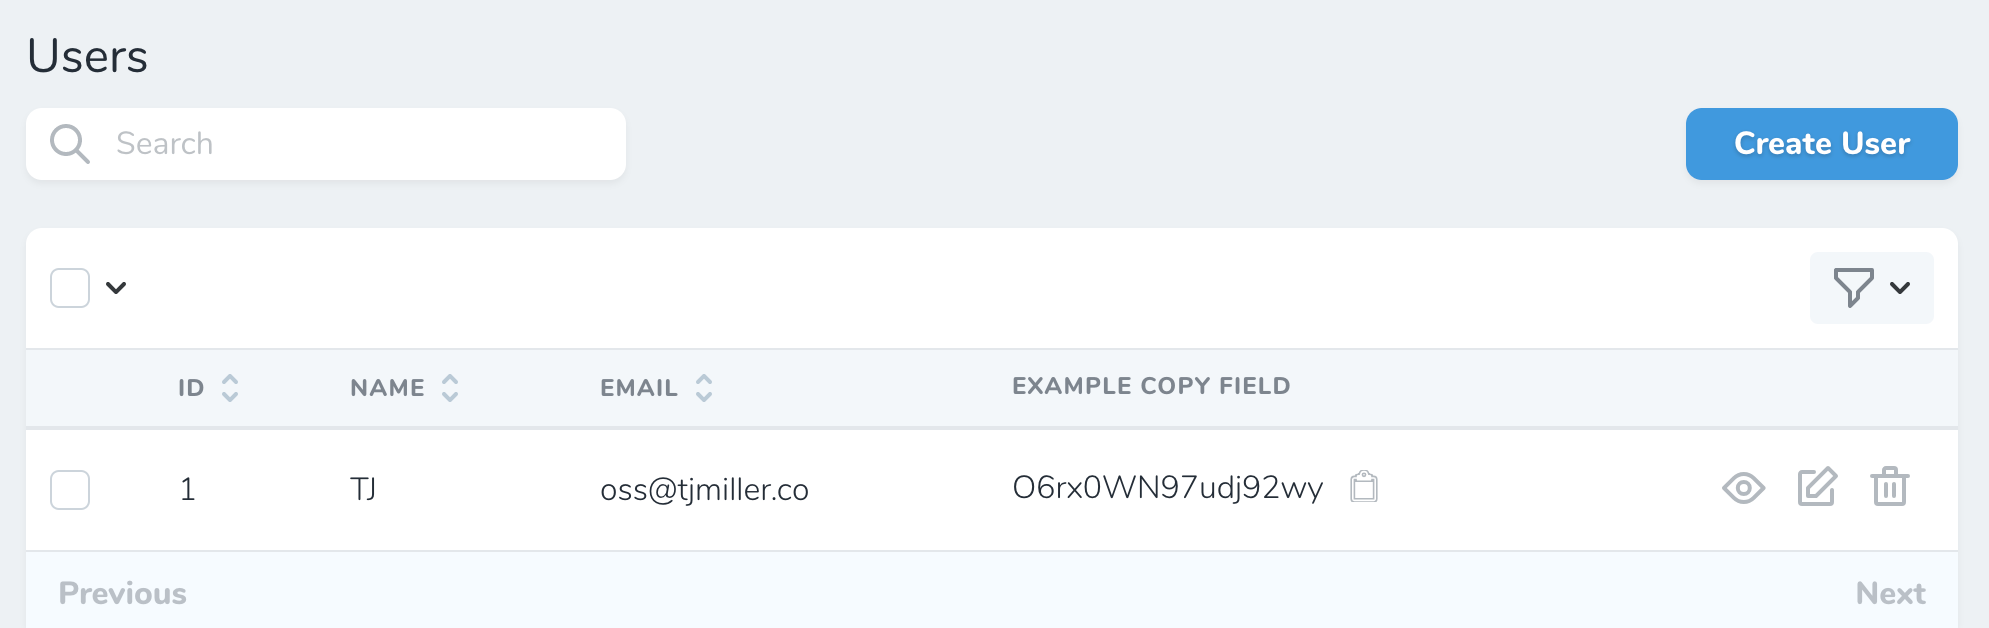 Users
Search
Create User
ID NAME EMAIL EXAMPLE COPY FIELD
1 TJ oss@tjmiller.co O6rx0WN97udj92wy
Previous Next